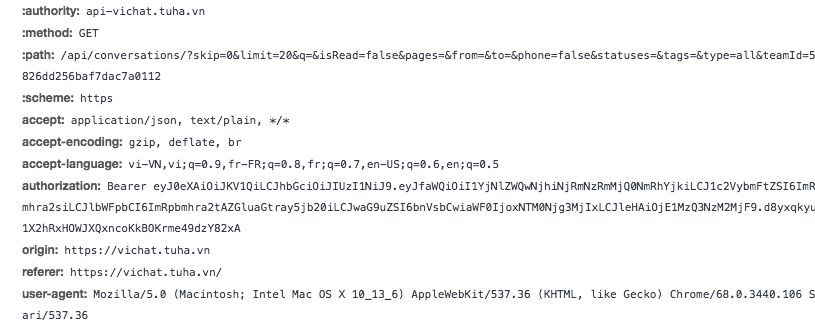 :authority: api-vichat.tuha.vn
:method: GET
:path: /api/conversations/?skip=0&limit=20&q=&isRead=false&pages=&from=&to=&phone=false&statuses=&tags=&type=all&teamId=5
826dd256baf7dac7a0112
:scheme: https
accept: application/json, text/plain, */*
accept-encoding: gzip, deflate, br
accept-language: vi-VN,vi;q=0.9,fr-FR;q=0.8,fr;q=0.7,en-US;q=0.6,en;q=0.5
authorization: Bearer eyJ0eXAiOiJKV1QiLCJhbGciOiJIUzI1NiJ9.eyJfaWQiOiI1YjNlZWQwNjhiNjRmNzRmMjQ0NmRhYjkiLCJ1c2VybmFtZSI6ImR
mhra2siLCJlbWFpbCI6ImRpbmhra2tAZGluaGtray5jb20iLCJwaG9uZSI6bnVsbCwiaWF0IjoxNTM0Njg3MjIxLCJleHAiOjE1MzQ3NzM2MjF9.d8yxqkyu
1X2hRxHOWJXQxncoKkBOKrme49dzY82xA
origin: https://vichat.tuha.vn
referer: https://vichat.tuha.vn/
user-agent: Mozilla/5.0 (Macintosh; Intel Mac OS X 10_13_6) AppleWebKit/537.36 (KHTML, like Gecko) Chrome/68.0.3440.106 S
ari/537.36